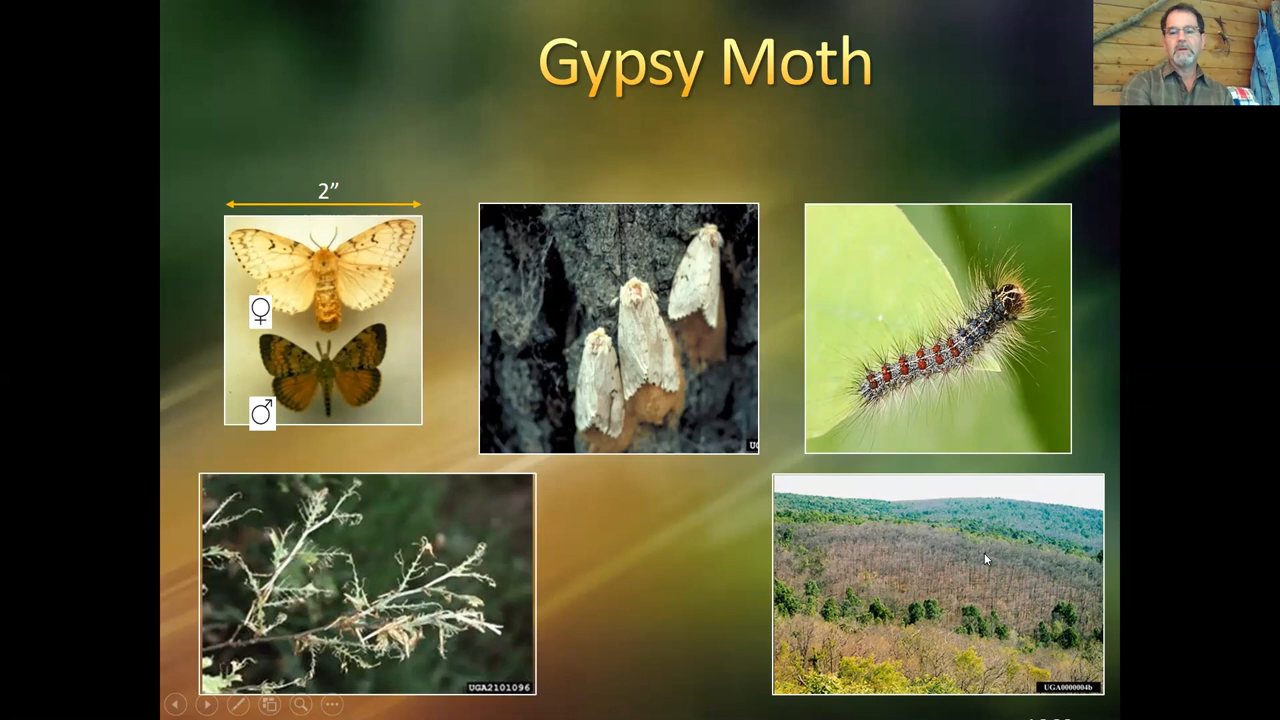 Gypsy Moth
2”
♀
♂
UGA2101096
UGA0000004b